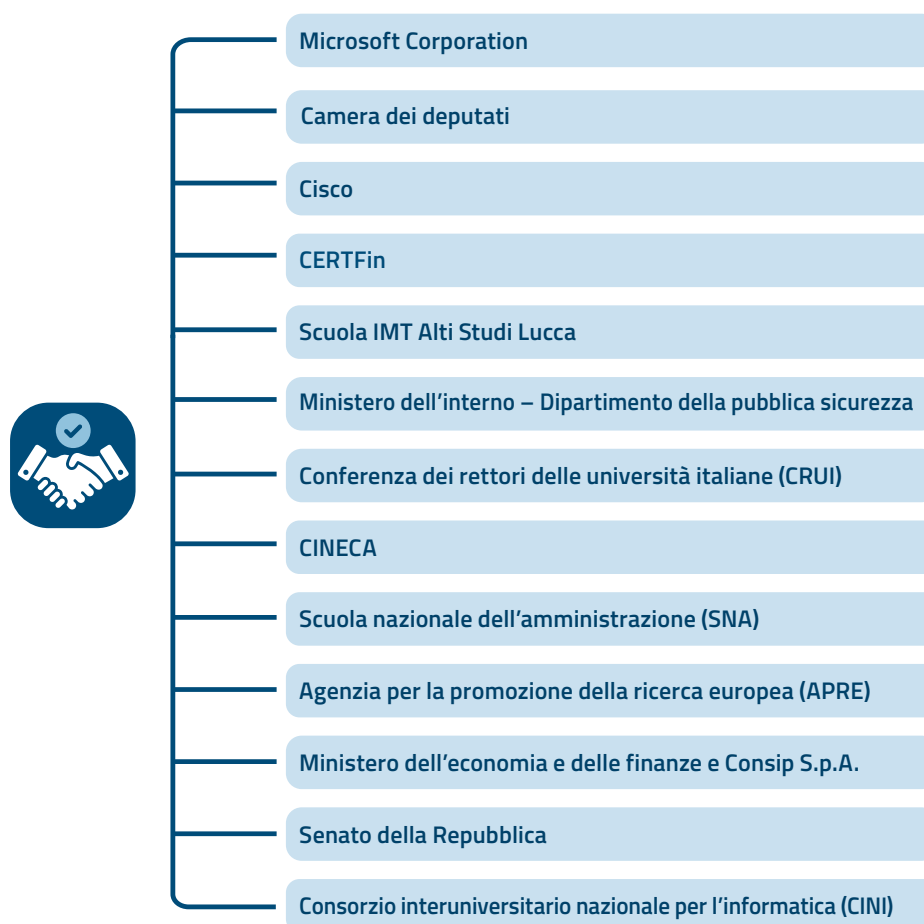 Microsoft Corporation
Camera dei deputati
Cisco
CERTFin
Scuola IMT Alti Studi Lucca
Ministero dell’interno – Dipartimento della pubblica sicurezza
Conferenza dei rettori delle università italiane (CRUI)
CINECA
Scuola nazionale dell’amministrazione (SNA)
Agenzia per la promozione della ricerca europea (APRE)
Ministero dell’economia e delle finanze e Consip S.p.A.
Senato della Repubblica
Consorzio interuniversitario nazionale per l’informatica (CINI)